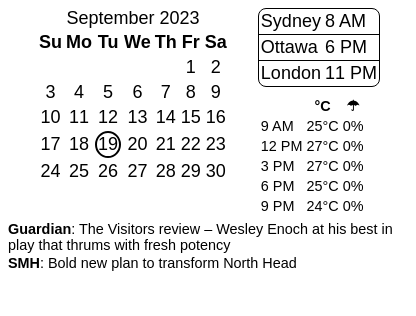 September 2023
Su Mo Tu We Th Fr Sa
1 2
3 4 5 6 7 8 9
10 11 12 13 14 15 16
17 18 19 20 21 22 23
24 25 26 27 28 29 30
Sydney 8 AM
Ottawa 6 PM
London 11 PM
°C ☂
9 AM 25°C 0%
12 PM 27°C 0%
3 PM 27°C 0%
6 PM 25°C 0%
9 PM 24°C 0%
Guardian: The Visitors review – Wesley Enoch at his best in
play that thrums with fresh potency
SMH: Bold new plan to transform North Head